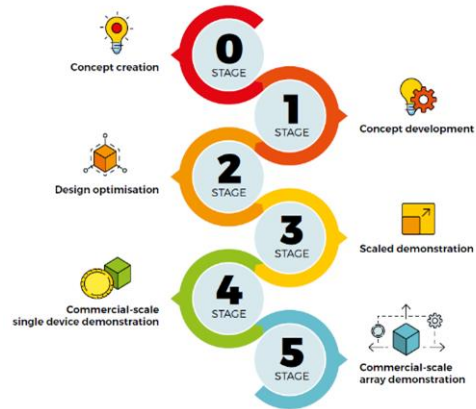 0
STAGE
Concept creation
1
STAGE
Concept development
2
STAGE
Design optimisation
3
STAGE
Scaled demonstration
4
STAGE
Commercial-scale
single device demonstration
5
STAGE
Commercial-scale
array demonstration